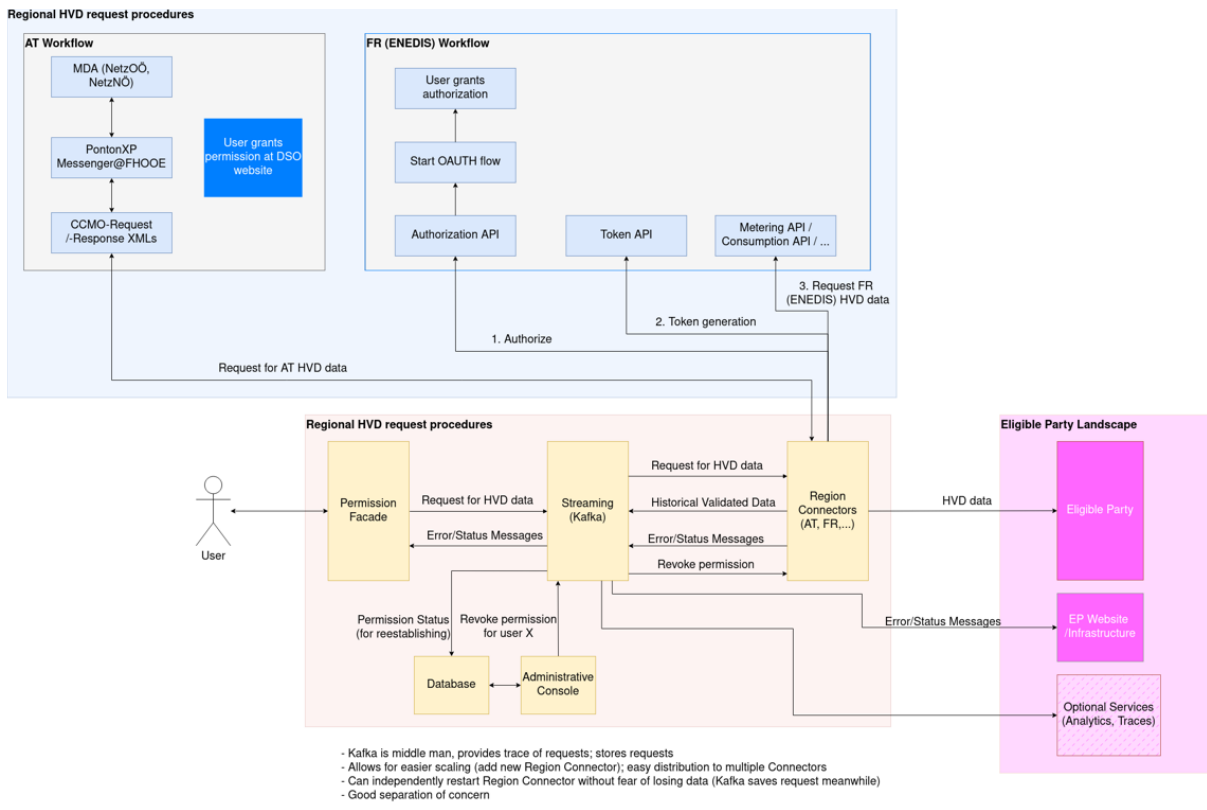 Regional HVD request procedures
AT Workflow
MDA (NetzOÖ,
NetzNÖ)
PontonXP
Messenger@FHOOE
CCMO-Request
/-Response XMLs
User grants
permission at DSO
website
FR (ENEDIS) Workflow
User grants
authorization
Start OAUTH flow
Authorization API
Token API
Metering API /
Consumption API / ...
3. Request FR
(ENEDIS) HVD data
2. Token generation
1. Authorize
Request for AT HVD data
Regional HVD request procedures
User
Permission
Facade
Request for HVD data
Error/Status Messages
Streaming
(Kafka)
Request for HVD data
Historical Validated Data
Error/Status Messages
Revoke permission
Region
Connectors
(AT, FR,...)
Permission Status
(for reestablishing)
Revoke permission
for user X
Database
Administrative
Console
HVD data
Error/Status Messages
Eligible Party Landscape
Eligible Party
EP Website
/Infrastructure
Optional Services
(Analytics, Traces)
- Kafka is middle man, provides trace of requests; stores requests
- Allows for easier scaling (add new Region Connector); easy distribution to multiple Connectors
- Can independently restart Region Connector without fear of losing data (Kafka saves request meanwhile)
- Good separation of concern